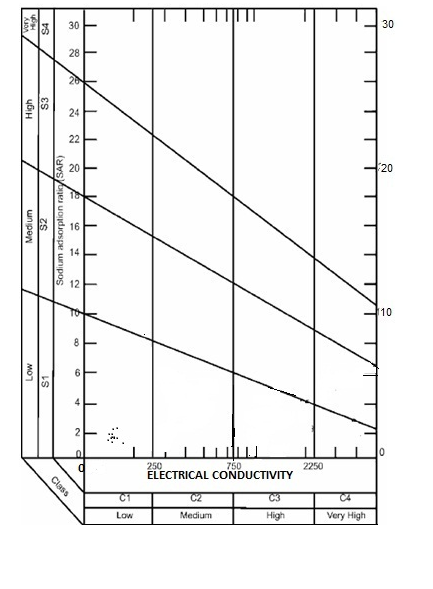 Very High
S4
High
S3
Medium
S2
Low
S1
Sodium adsorption ratio (SAR)
30
28
26
24
22
20
18
16
14
12
10
8
6
4
2
0
30
20
10
0
0 250 750 2250
ELECTRICAL CONDUCTIVITY
Class
C1 C2 C3 C4
Low Medium High Very High